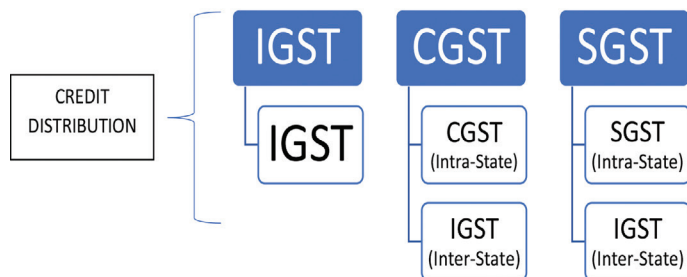 IGST
CGST
SGST
CREDIT
DISTRIBUTION
IGST
CGST
(Intra-State)
SGST
(Intra-State)
IGST
(Inter-State)
IGST
(Inter-State)